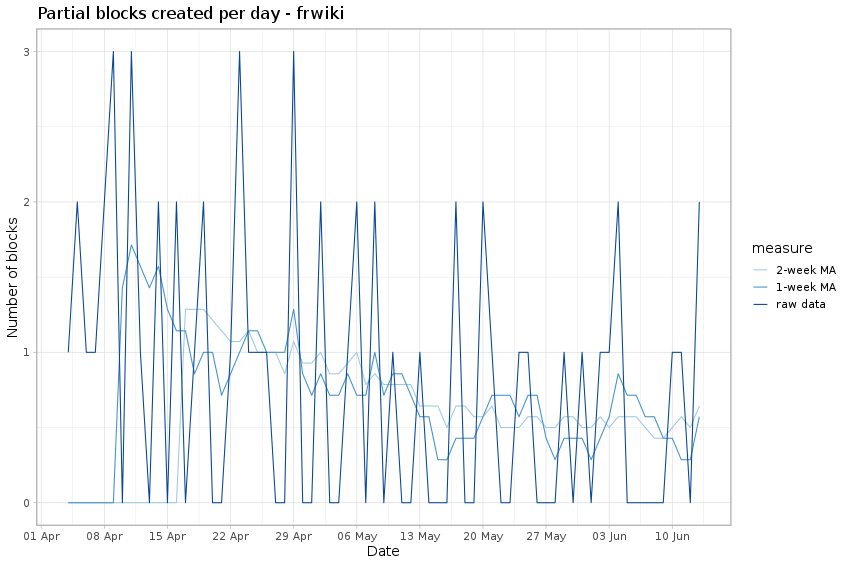 Partial blocks created per day - frwiki
Number of blocks
3
2
1
0
01 Apr
08 Apr
15 Apr
22 Apr
29 Apr
06 May
13 May
20 May
27 May
03 Jun
10 Jun
Date
measure
2-week MA
1-week MA
raw data